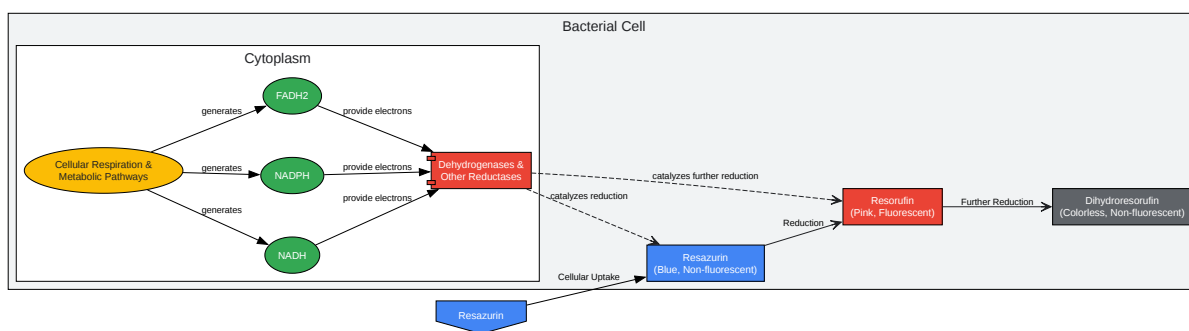 Bacterial Cell
Cytoplasm
FADH2
generates
provide electrons
Cellular Respiration &
Metabolic Pathways
generates
NADPH
provide electrons
Dehydrogenases &
Other Reductases
generates
provide electrons
NADH
catalyzes further reduction
catalyzes reduction
Resorufin
(Pink, Fluorescent)
Further Reduction
Dihydroresorufin
(Colorless, Non-fluorescent)
Reduction
Resazurin
(Blue, Non-fluorescent)
Cellular Uptake
Resazurin